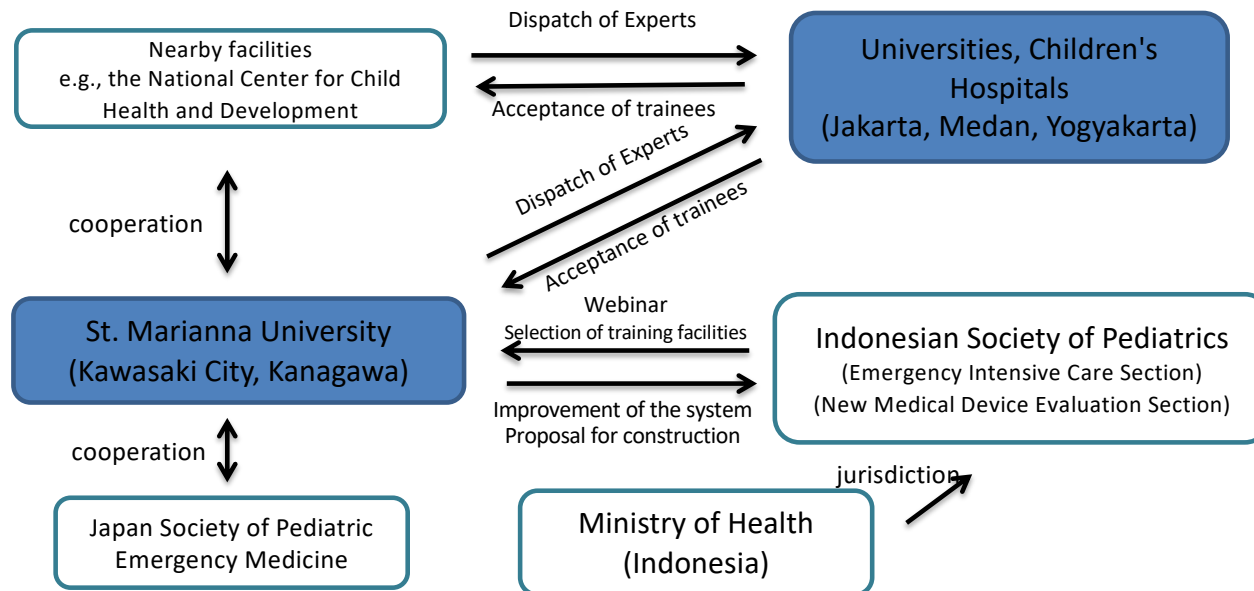 Dispatch of Experts
Nearby facilities
e.g., the National Center for Child
Health and Development
Acceptance of trainees
Universities, Children's
Hospitals
(Jakarta, Medan, Yogyakarta)
Dispatch of Experts
Acceptance of trainees
cooperation
St. Marianna University
(Kawasaki City, Kanagawa)
Webinar
Selection of training facilities
Improvement of the system
Proposal for construction
Indonesian Society of Pediatrics
(Emergency Intensive Care Section)
(New Medical Device Evaluation Section)
cooperation
jurisdiction
Japan Society of Pediatric
Emergency Medicine
Ministry of Health
(Indonesia)